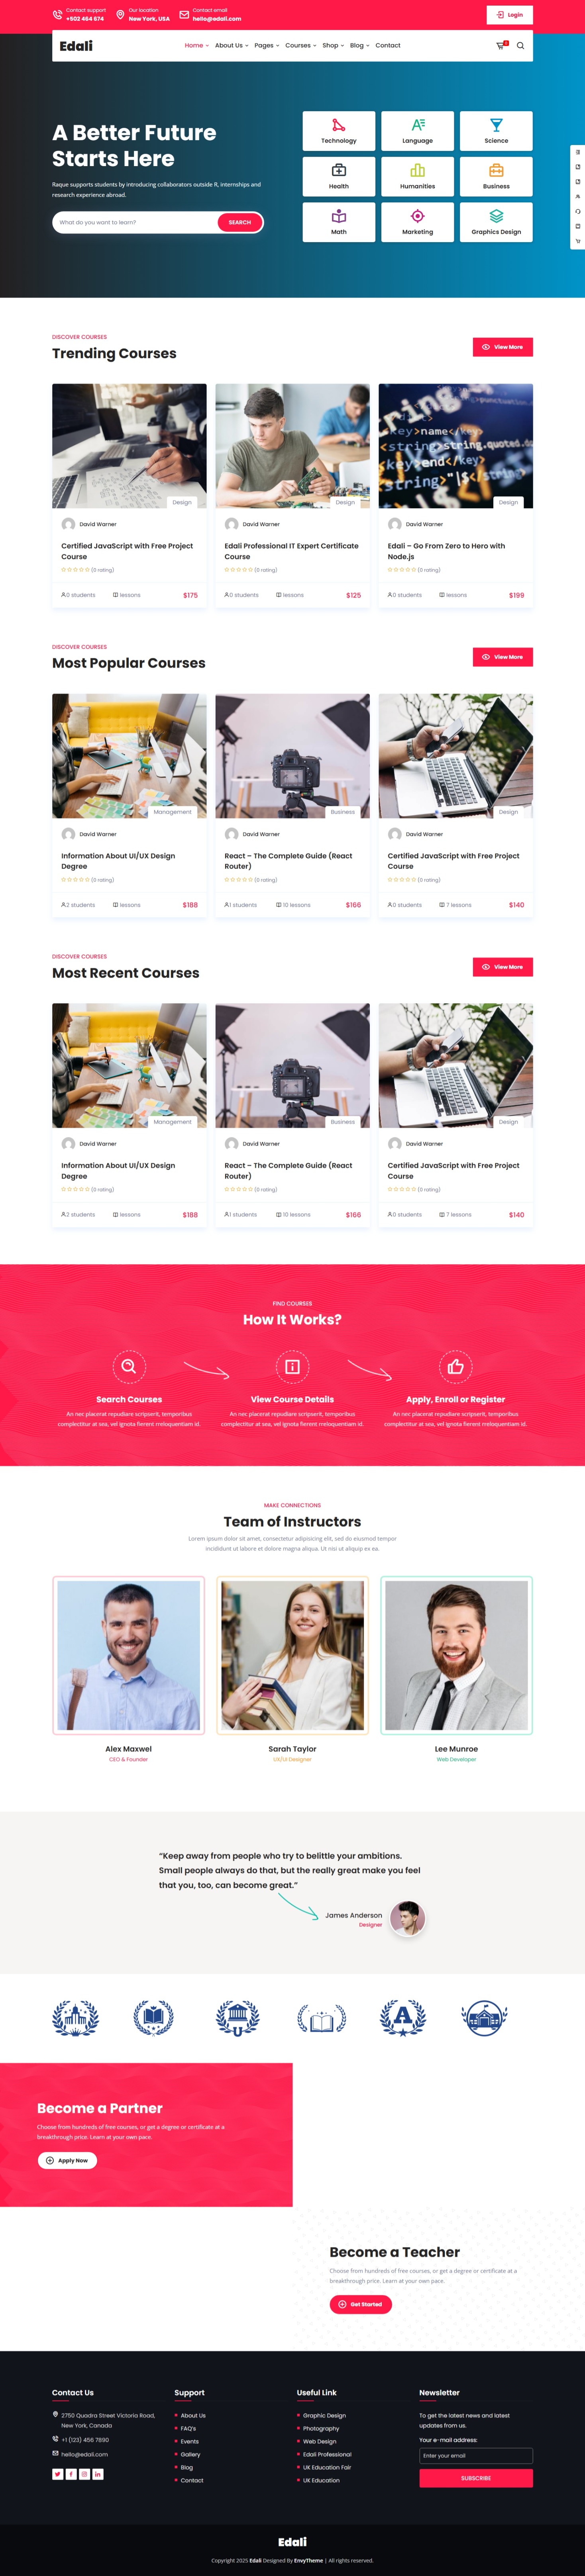 Contact support
+502 464 674
Our location
New York, USA
Contact email
hello@edali.com
Login
Edali
Home
About Us
Pages
Courses
Shop
Blog
Contact
A Better Future
Starts Here
Raque supports students by introducing collaborators outside R, internships and
research experience abroad.
What do you want to learn?
SEARCH
Technology
Language
Science
Health
Humanities
Business
Math
Marketing
Graphics Design
DISCOVER COURSES
Trending Courses
View More
Design
Design
Design
David Warner
David Warner
David Warner
Certified JavaScript with Free Project
Course
Edali Professional IT Expert Certificate
Course
Edali – Go From Zero to Hero with
Node.js
(0 rating)
(0 rating)
(0 rating)
0 students
lessons
$175
0 students
lessons
$125
0 students
lessons
$199
DISCOVER COURSES
Most Popular Courses
View More
Management
Business
Design
David Warner
David Warner
David Warner
Information About UI/UX Design
Degree
React – The Complete Guide (React
Router)
Certified JavaScript with Free Project
Course
(0 rating)
(0 rating)
(0 rating)
2 students
lessons
$188
1 students
10 lessons
$166
0 students
7 lessons
$140
DISCOVER COURSES
Most Recent Courses
View More
Management
Business
Design
David Warner
David Warner
David Warner
Information About UI/UX Design
Degree
React – The Complete Guide (React
Router)
Certified JavaScript with Free Project
Course
(0 rating)
(0 rating)
(0 rating)
2 students
lessons
$188
1 students
10 lessons
$166
0 students
7 lessons
$140
FIND COURSES
How It Works?
Search Courses
An nec placerat repudiare scripserit, temporibus
complectitur at sea, vel ignota fierent rreloquentiam id.
View Course Details
An nec placerat repudiare scripserit, temporibus
complectitur at sea, vel ignota fierent rreloquentiam id.
Apply, Enroll or Register
An nec placerat repudiare scripserit, temporibus
complectitur at sea, vel ignota fierent rreloquentiam id.
MAKE CONNECTIONS
Team of Instructors
Lorem ipsum dolor sit amet, consectetur adipisicing elit, sed do eiusmod tempor
incididunt ut labore et dolore magna aliqua. Ut nisi ut aliquip ex ea.
Alex Maxwel
CEO & Founder
Sarah Taylor
UX/UI Designer
Lee Munroe
Web Developer
“Keep away from people who try to belittle your ambitions.
Small people always do that, but the really great make you feel
that you, too, can become great.”
James Anderson
Designer
A
Become a Partner
Choose from hundreds of free courses, or get a degree or certificate at a
breakthrough price. Learn at your own pace.
Apply Now
Become a Teacher
Choose from hundreds of free courses, or get a degree or certificate at a
breakthrough price. Learn at your own pace.
Get Started
Contact Us
2750 Quadra Street Victoria Road,
New York, Canada
+1 (123) 456 7890
hello@edali.com
Support
About Us
FAQ's
Events
Gallery
Blog
Contact
Useful Link
Graphic Design
Photography
Web Design
Edali Professional
UK Education Fair
UK Education
Newsletter
To get the latest news and latest
updates from us.
Your e-mail address:
Enter your email
SUBSCRIBE
Edali
Copyright 2025 Edali Designed By EnvyTheme | All rights reserved.